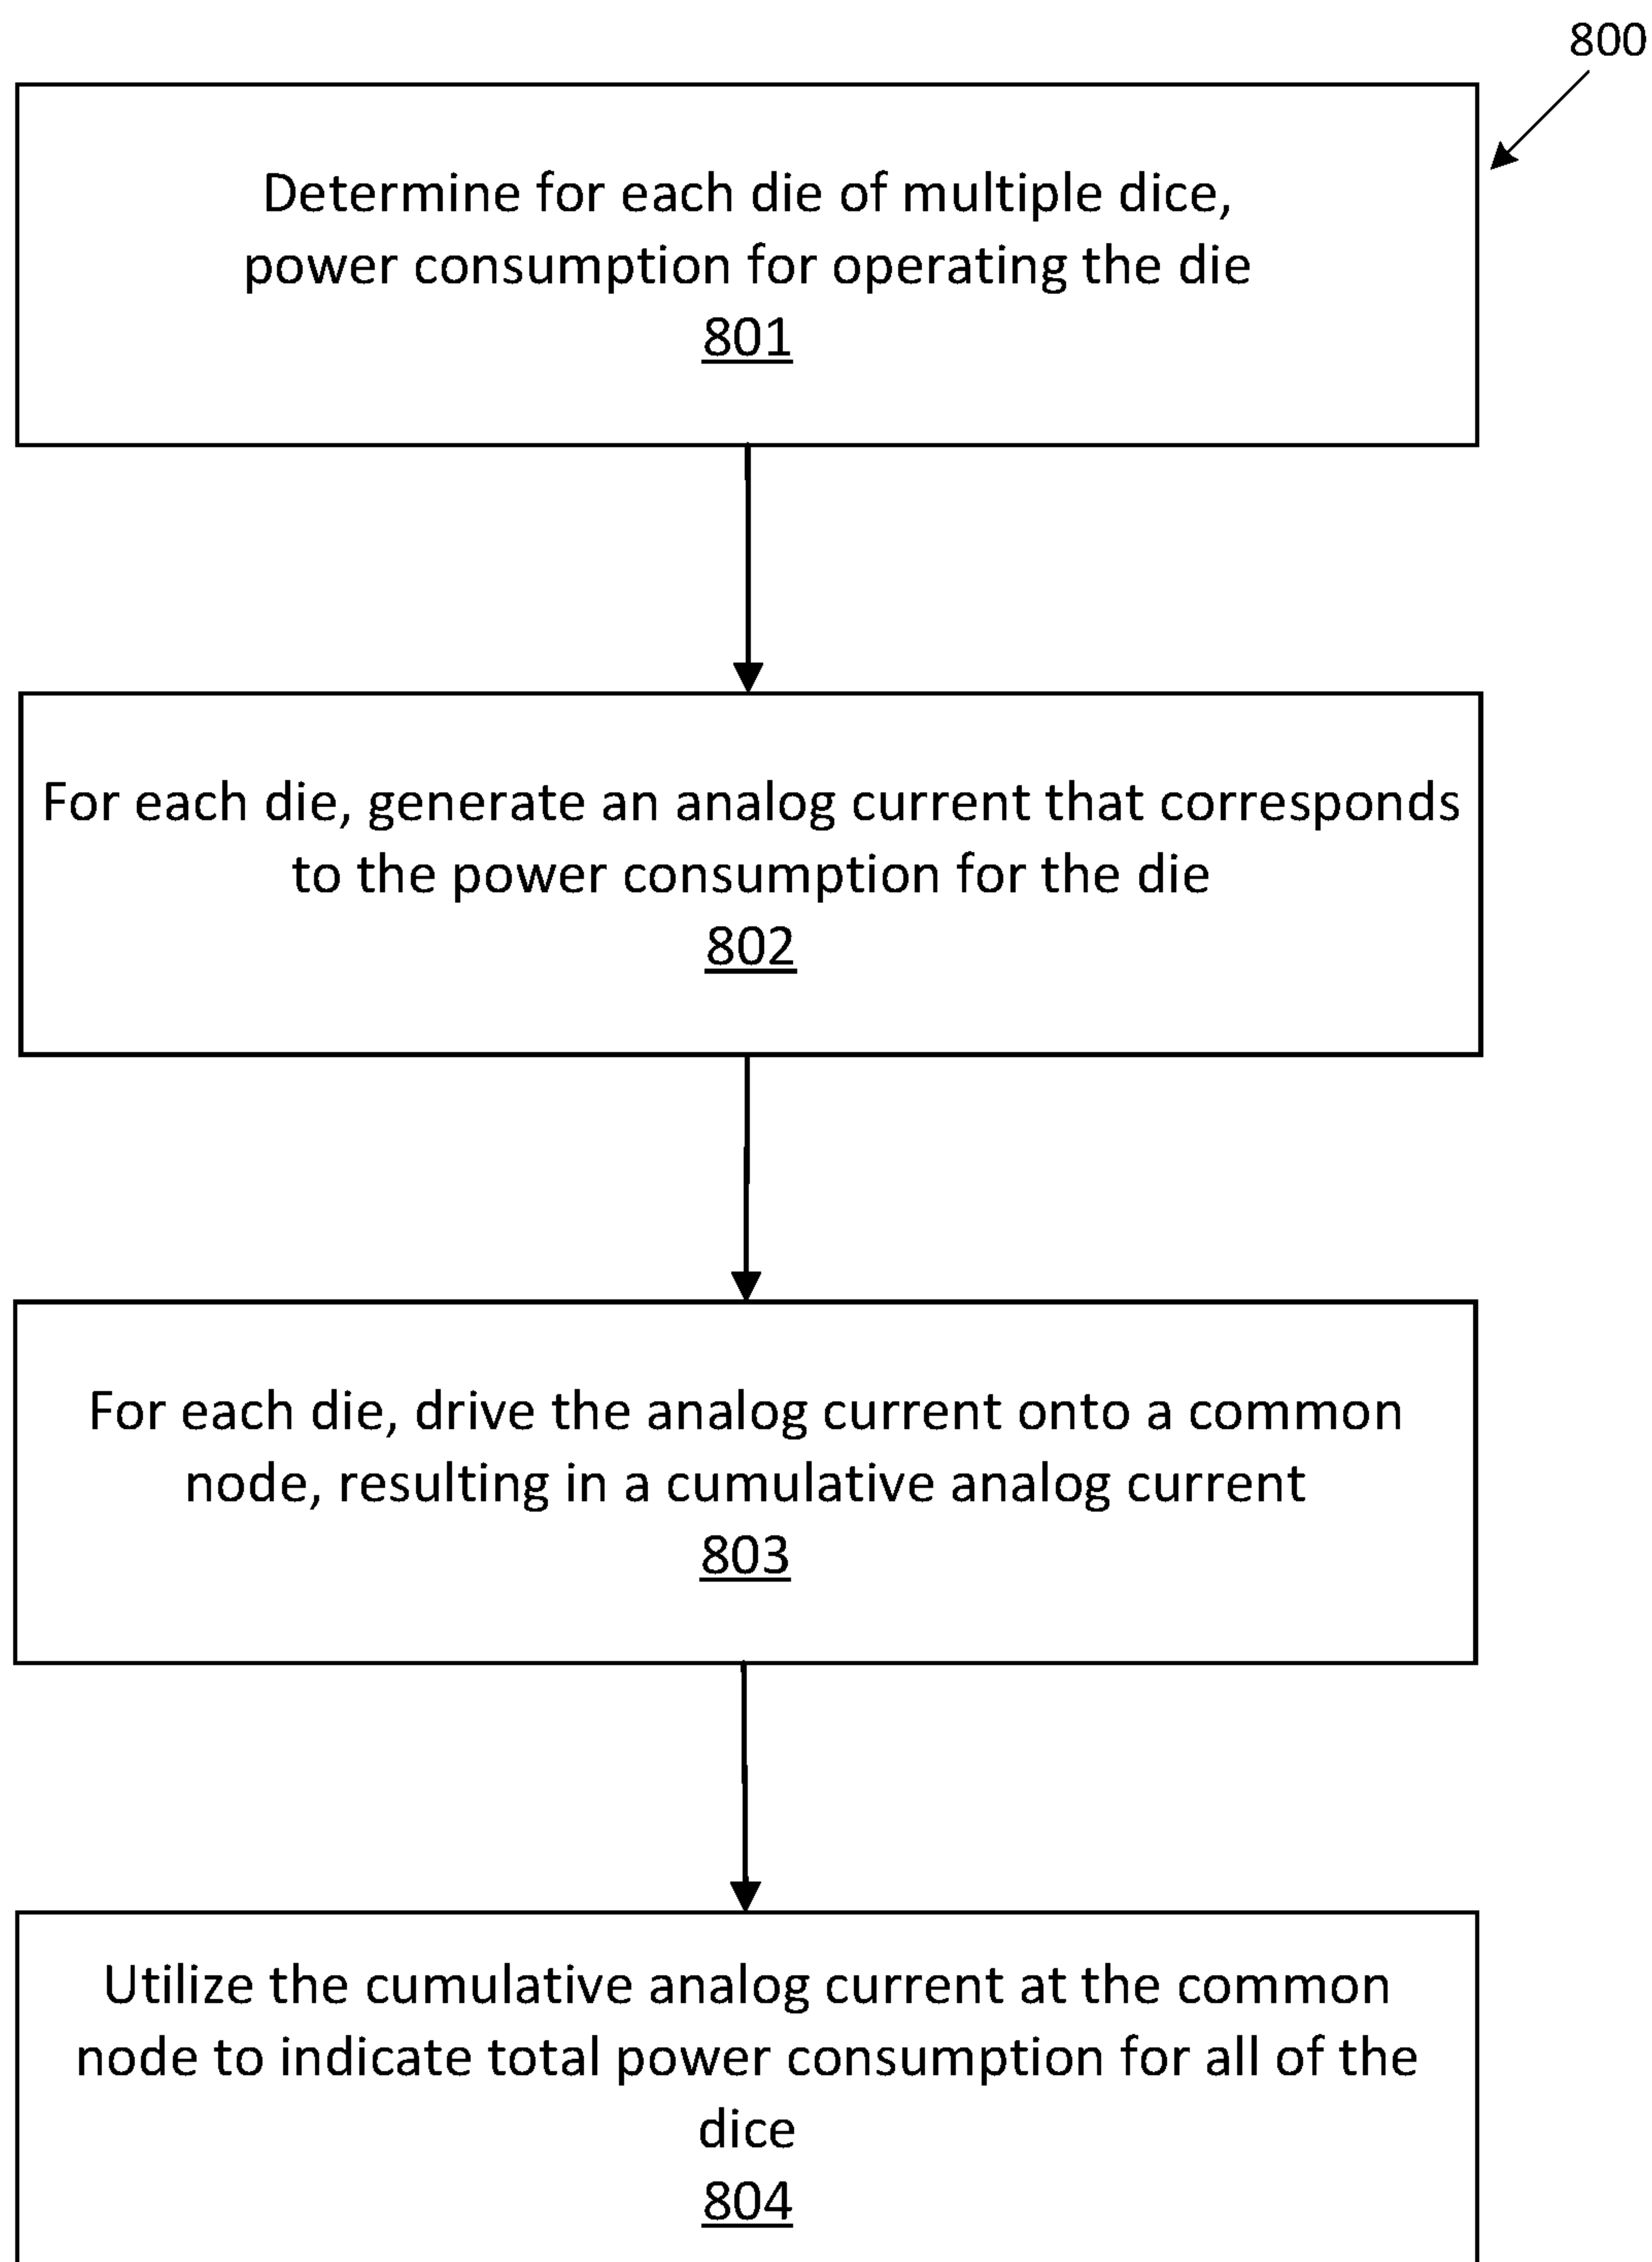 800
Determine for each die of multiple dice,
power consumption for operating the die
801
For each die, generate an analog current that corresponds
to the power consumption for the die
802
For each die, drive the analog current onto a common
node, resulting in a cumulative analog current
803
Utilize the cumulative analog current at the common
node to indicate total power consumption for all of the
dice
804